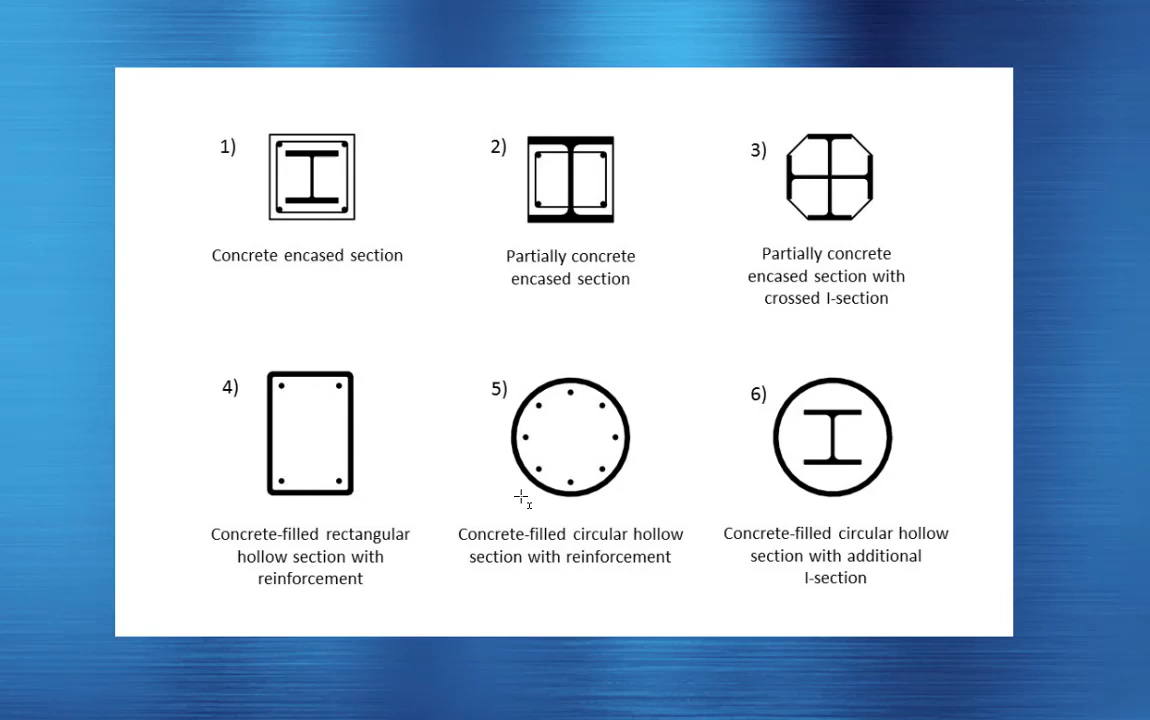 1)
2)
3)
Concrete encased section
Partially concrete
encased section
Partially concrete
encased section with
crossed I-section
4)
5)
6)
Concrete-filled rectangular
hollow section with
reinforcement
Concrete-filled circular hollow
section with reinforcement
Concrete-filled circular hollow
section with additional
I-section